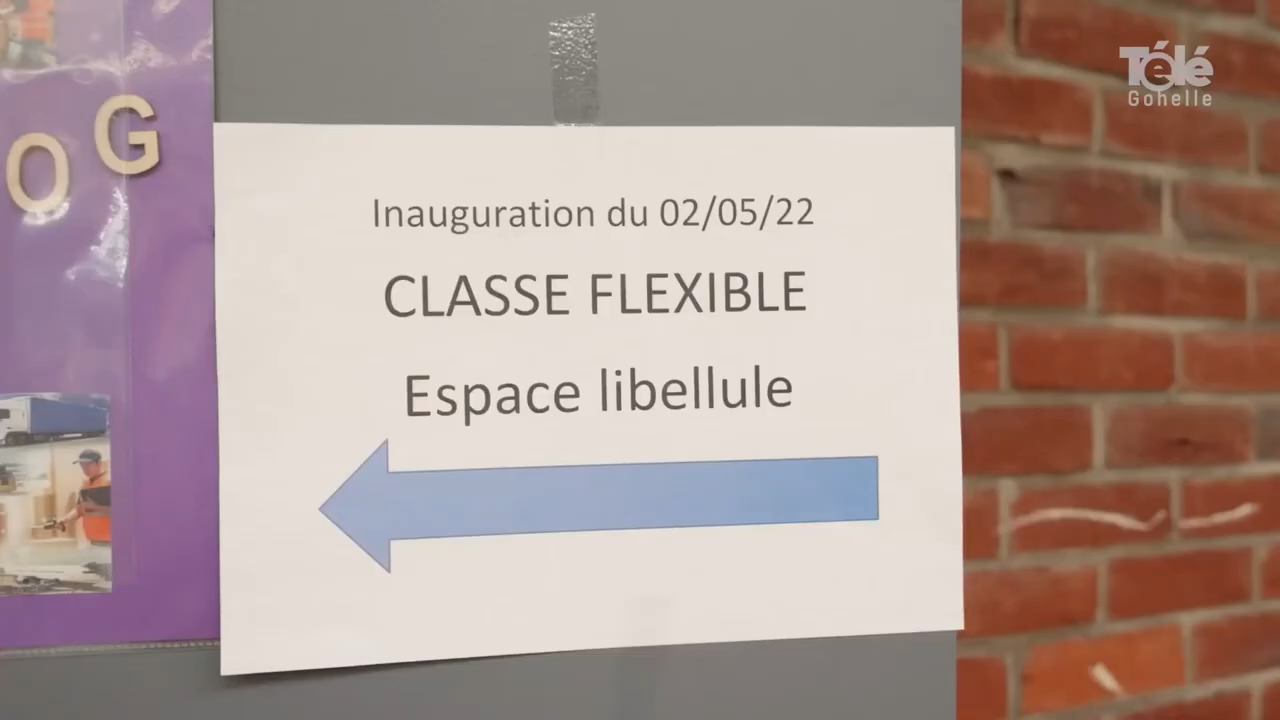 Télé
Gohelle
OG
Inauguration du 02/05/22
CLASSE FLEXIBLE
Espace libellule